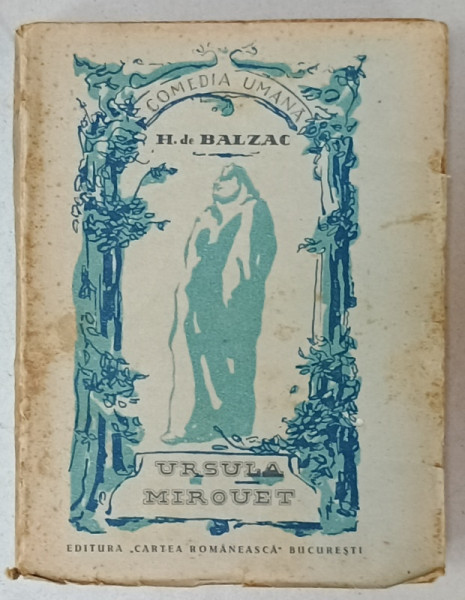 COMEDIA UMANĂ
H. de BALZAC
URSULA
MIROUET
EDITURA „CARTEA ROMÂNEASCĂ" BUCUREȘTI